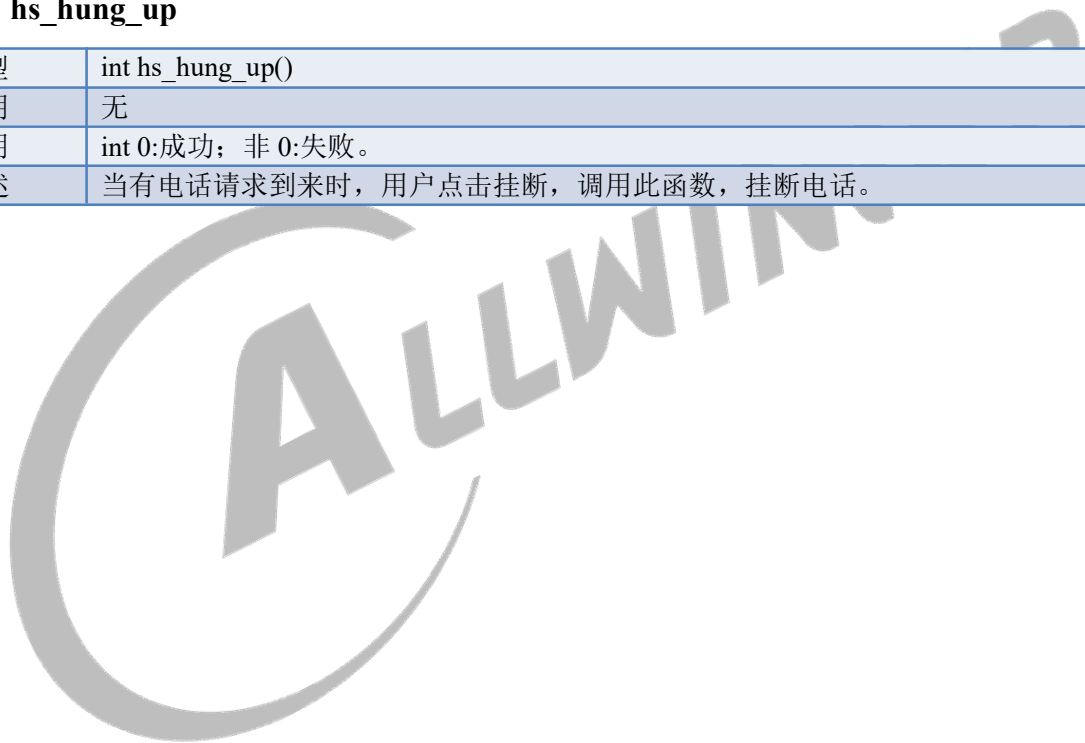 hs_hung_up
型 int hs_hung_up()
明 无
明 int 0:成功；非 0:失败。
述 当有电话请求到来时，用户点击挂断，调用此函数，挂断电话。
ALLWIN